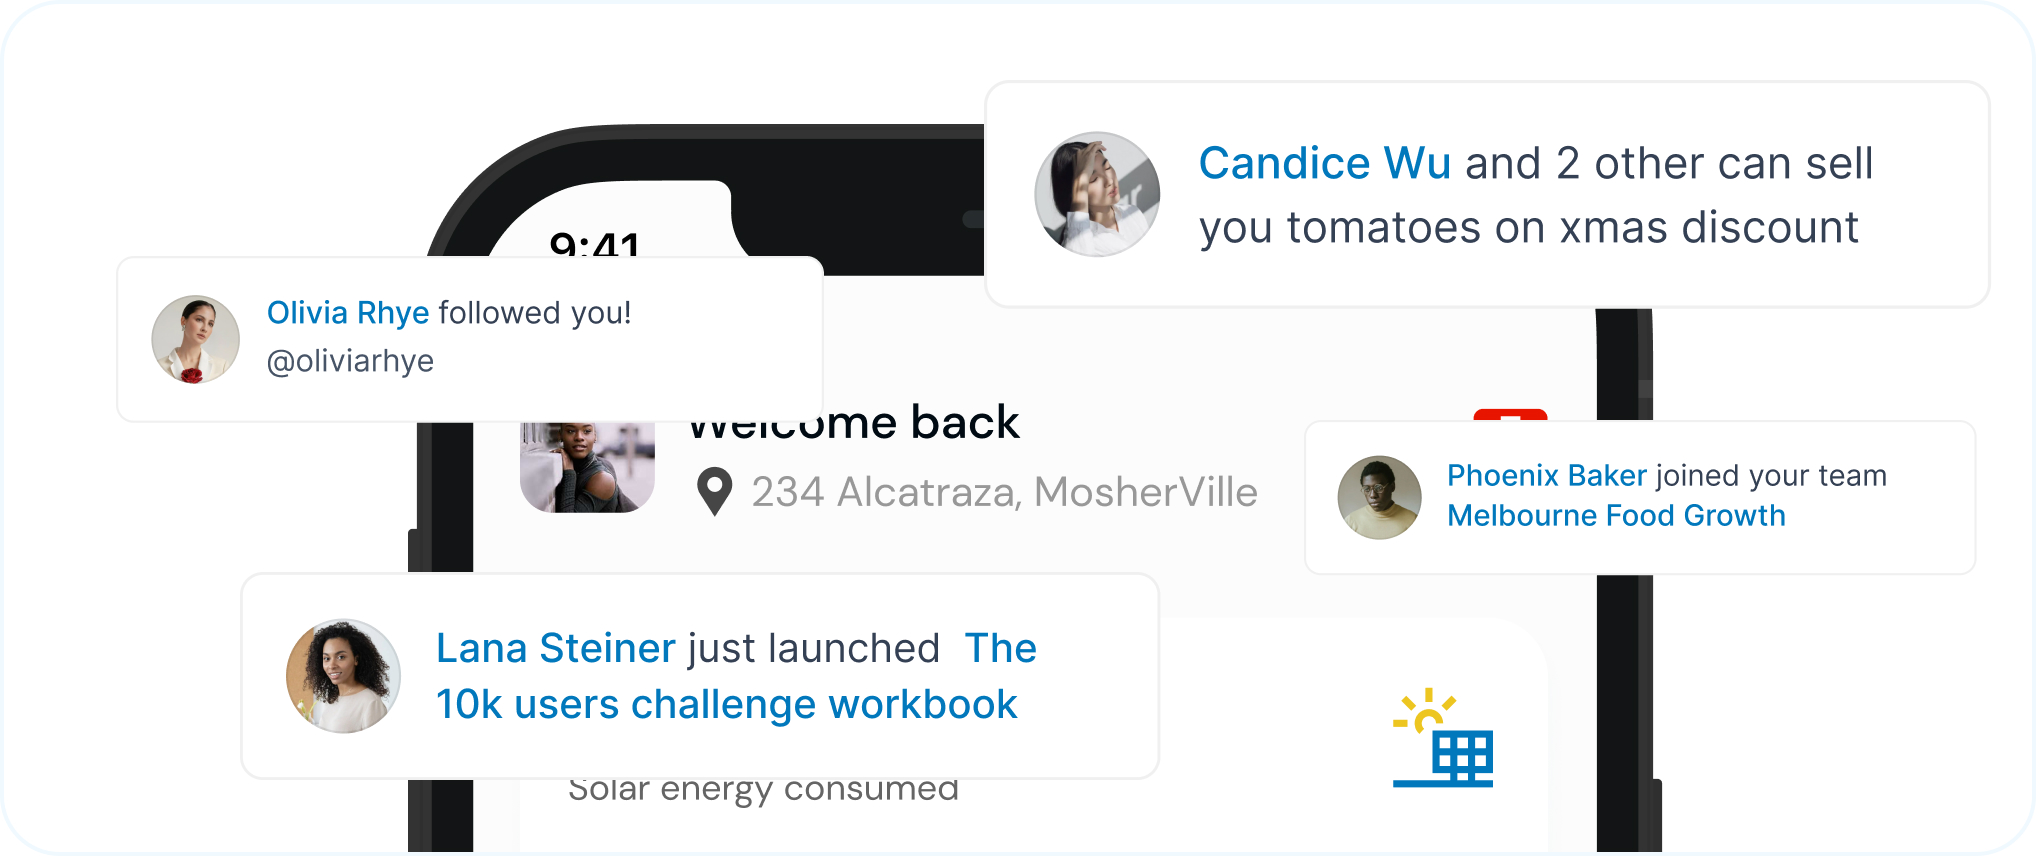 Candice Wu and 2 other can sell
you tomatoes on xmas discount
9:41
Olivia Rhye followed you!
@oliviarhye
Welcome back
234 Alcatraza, MosherVille
Phoenix Baker joined your team
Melbourne Food Growth
Lana Steiner just launched The
10k users challenge workbook
Solar energy consumed